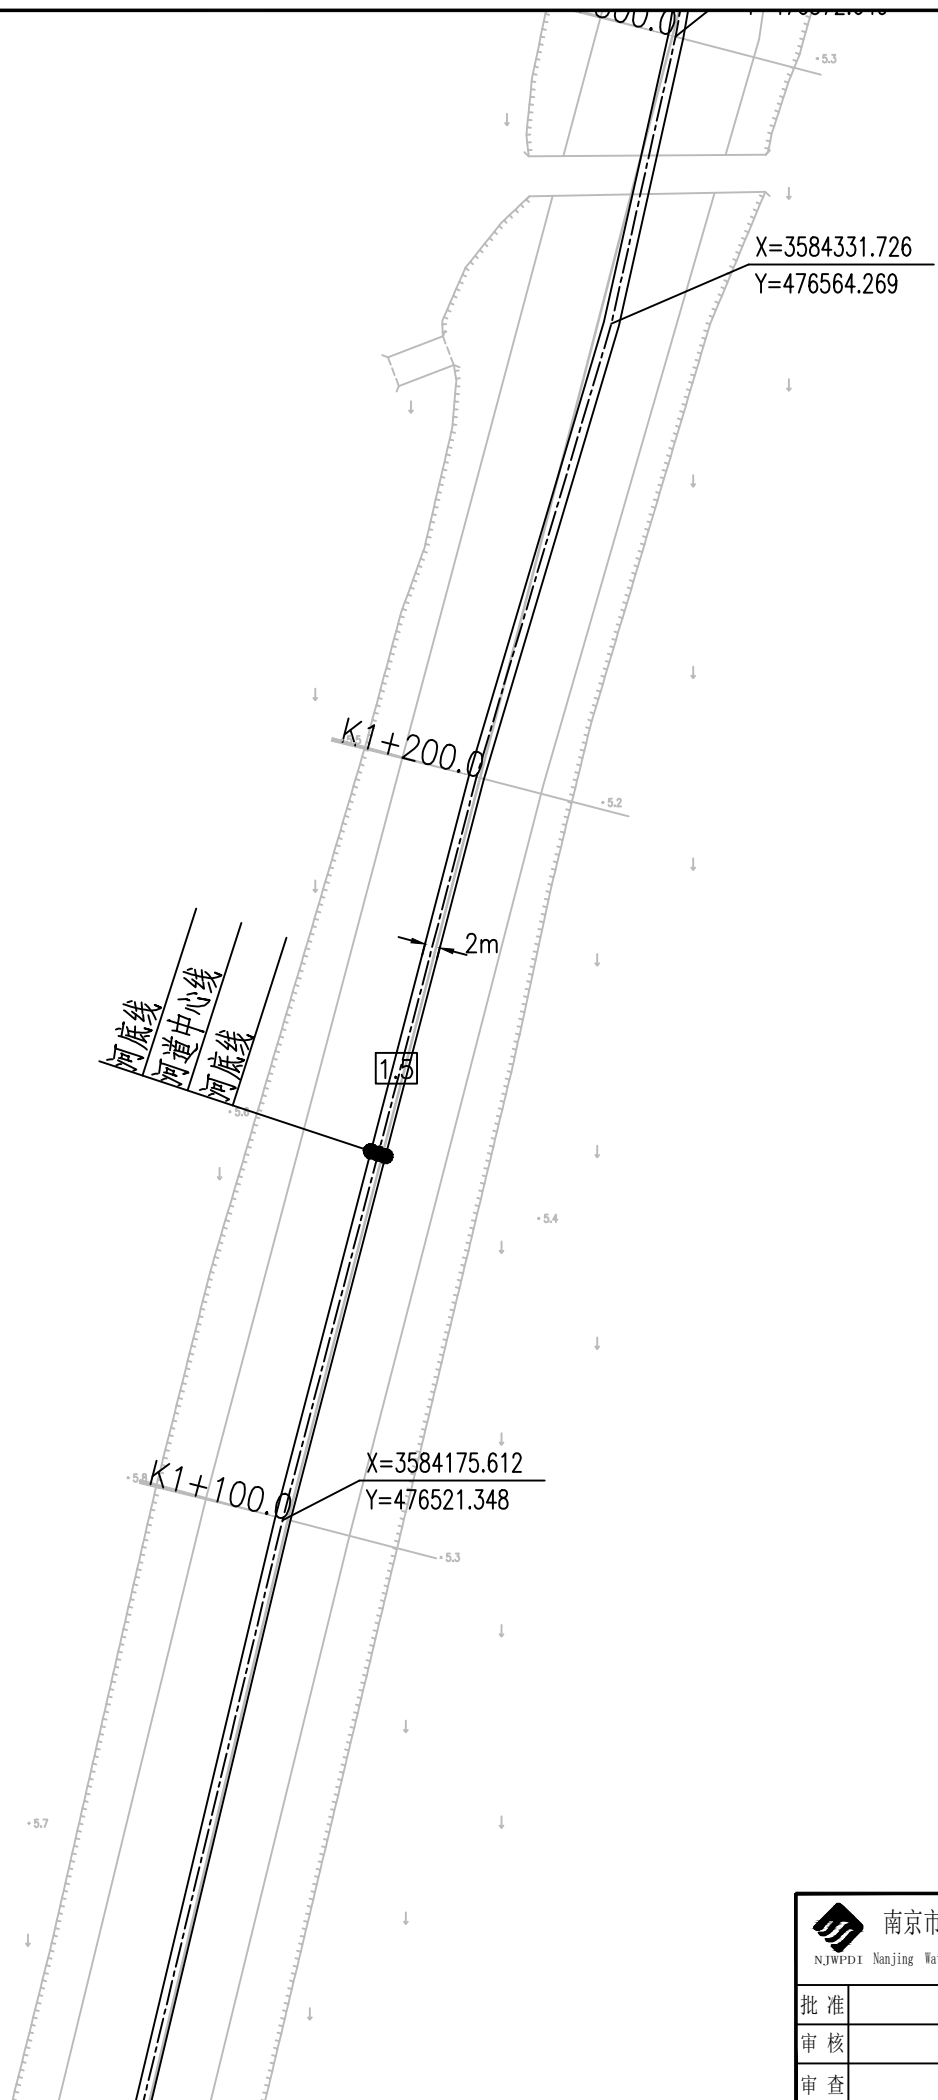 5.3
X=3584331.726
Y=476564.269
K1+200.0
5.2
2m
河底线
河道中心线
河底线
1.5
5.4
X=3584175.612
Y=476521.348
K1+100.0
5.3
5.7
南京市
NJWPDI Nanjing
批 准
审 核
审 查